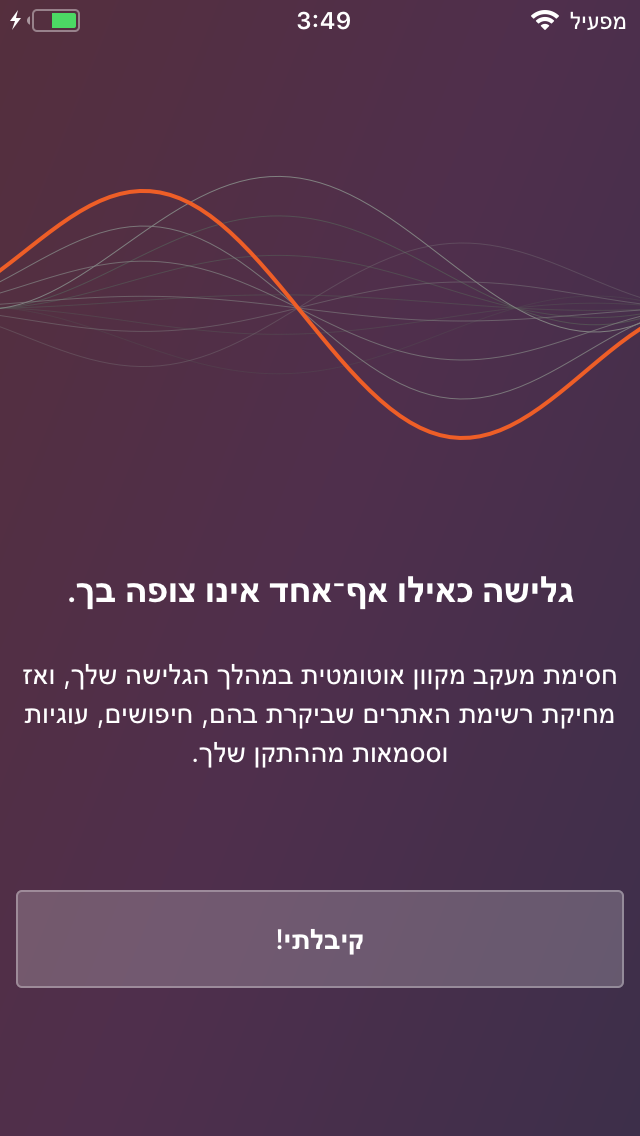 מפעיל
3:49
גלישה כאילו אף־אחד אינו צופה בך.
חסימת מעקב מקוון אוטומטית במהלך הגלישה שלך, ואז
מחיקת רשימת האתרים שביקרת בהם, חיפושים, עוגיות
וססמאות מההתקן שלך.
קיבלתי!